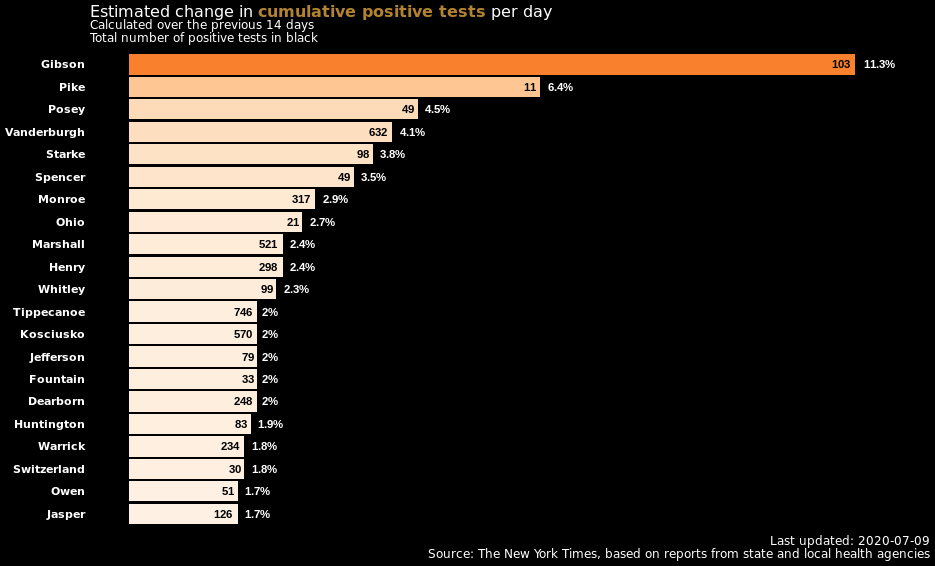 Estimated change in cumulative positive tests per day
Calculated over the previous 14 days
Total number of positive tests in black
Gibson 103 11.3%
Pike 11 6.4%
Posey 49 4.5%
Vanderburgh 632 4.1%
Starke 98 3.8%
Spencer 49 3.5%
Monroe 317 2.9%
Ohio 21 2.7%
Marshall 521 2.4%
Henry 298 2.4%
Whitley 99 2.3%
Tippecanoe 746 2%
Kosciusko 570 2%
Jefferson 79 2%
Fountain 33 2%
Dearborn 248 2%
Huntington 83 1.9%
Warrick 234 1.8%
Switzerland 30 1.8%
Owen 51 1.7%
Jasper 126 1.7%
Last updated: 2020-07-09
Source: The New York Times, based on reports from state and local health agencies